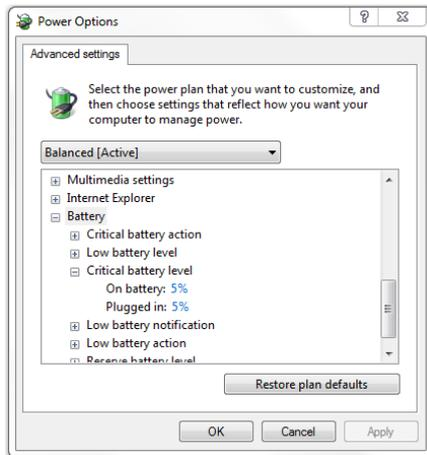 Power Options
Advanced settings
Select the power plan that you want to customize, and
then choose settings that reflect how you want your
computer to manage power.
Balanced [Active]
Multimedia settings
Internet Explorer
Battery
Critical battery action
Low battery level
Critical battery level
On battery: 5%
Plugged in: 5%
Low battery notification
Low battery action
Reserve battery level
Restore plan defaults
OK
Cancel
Apply